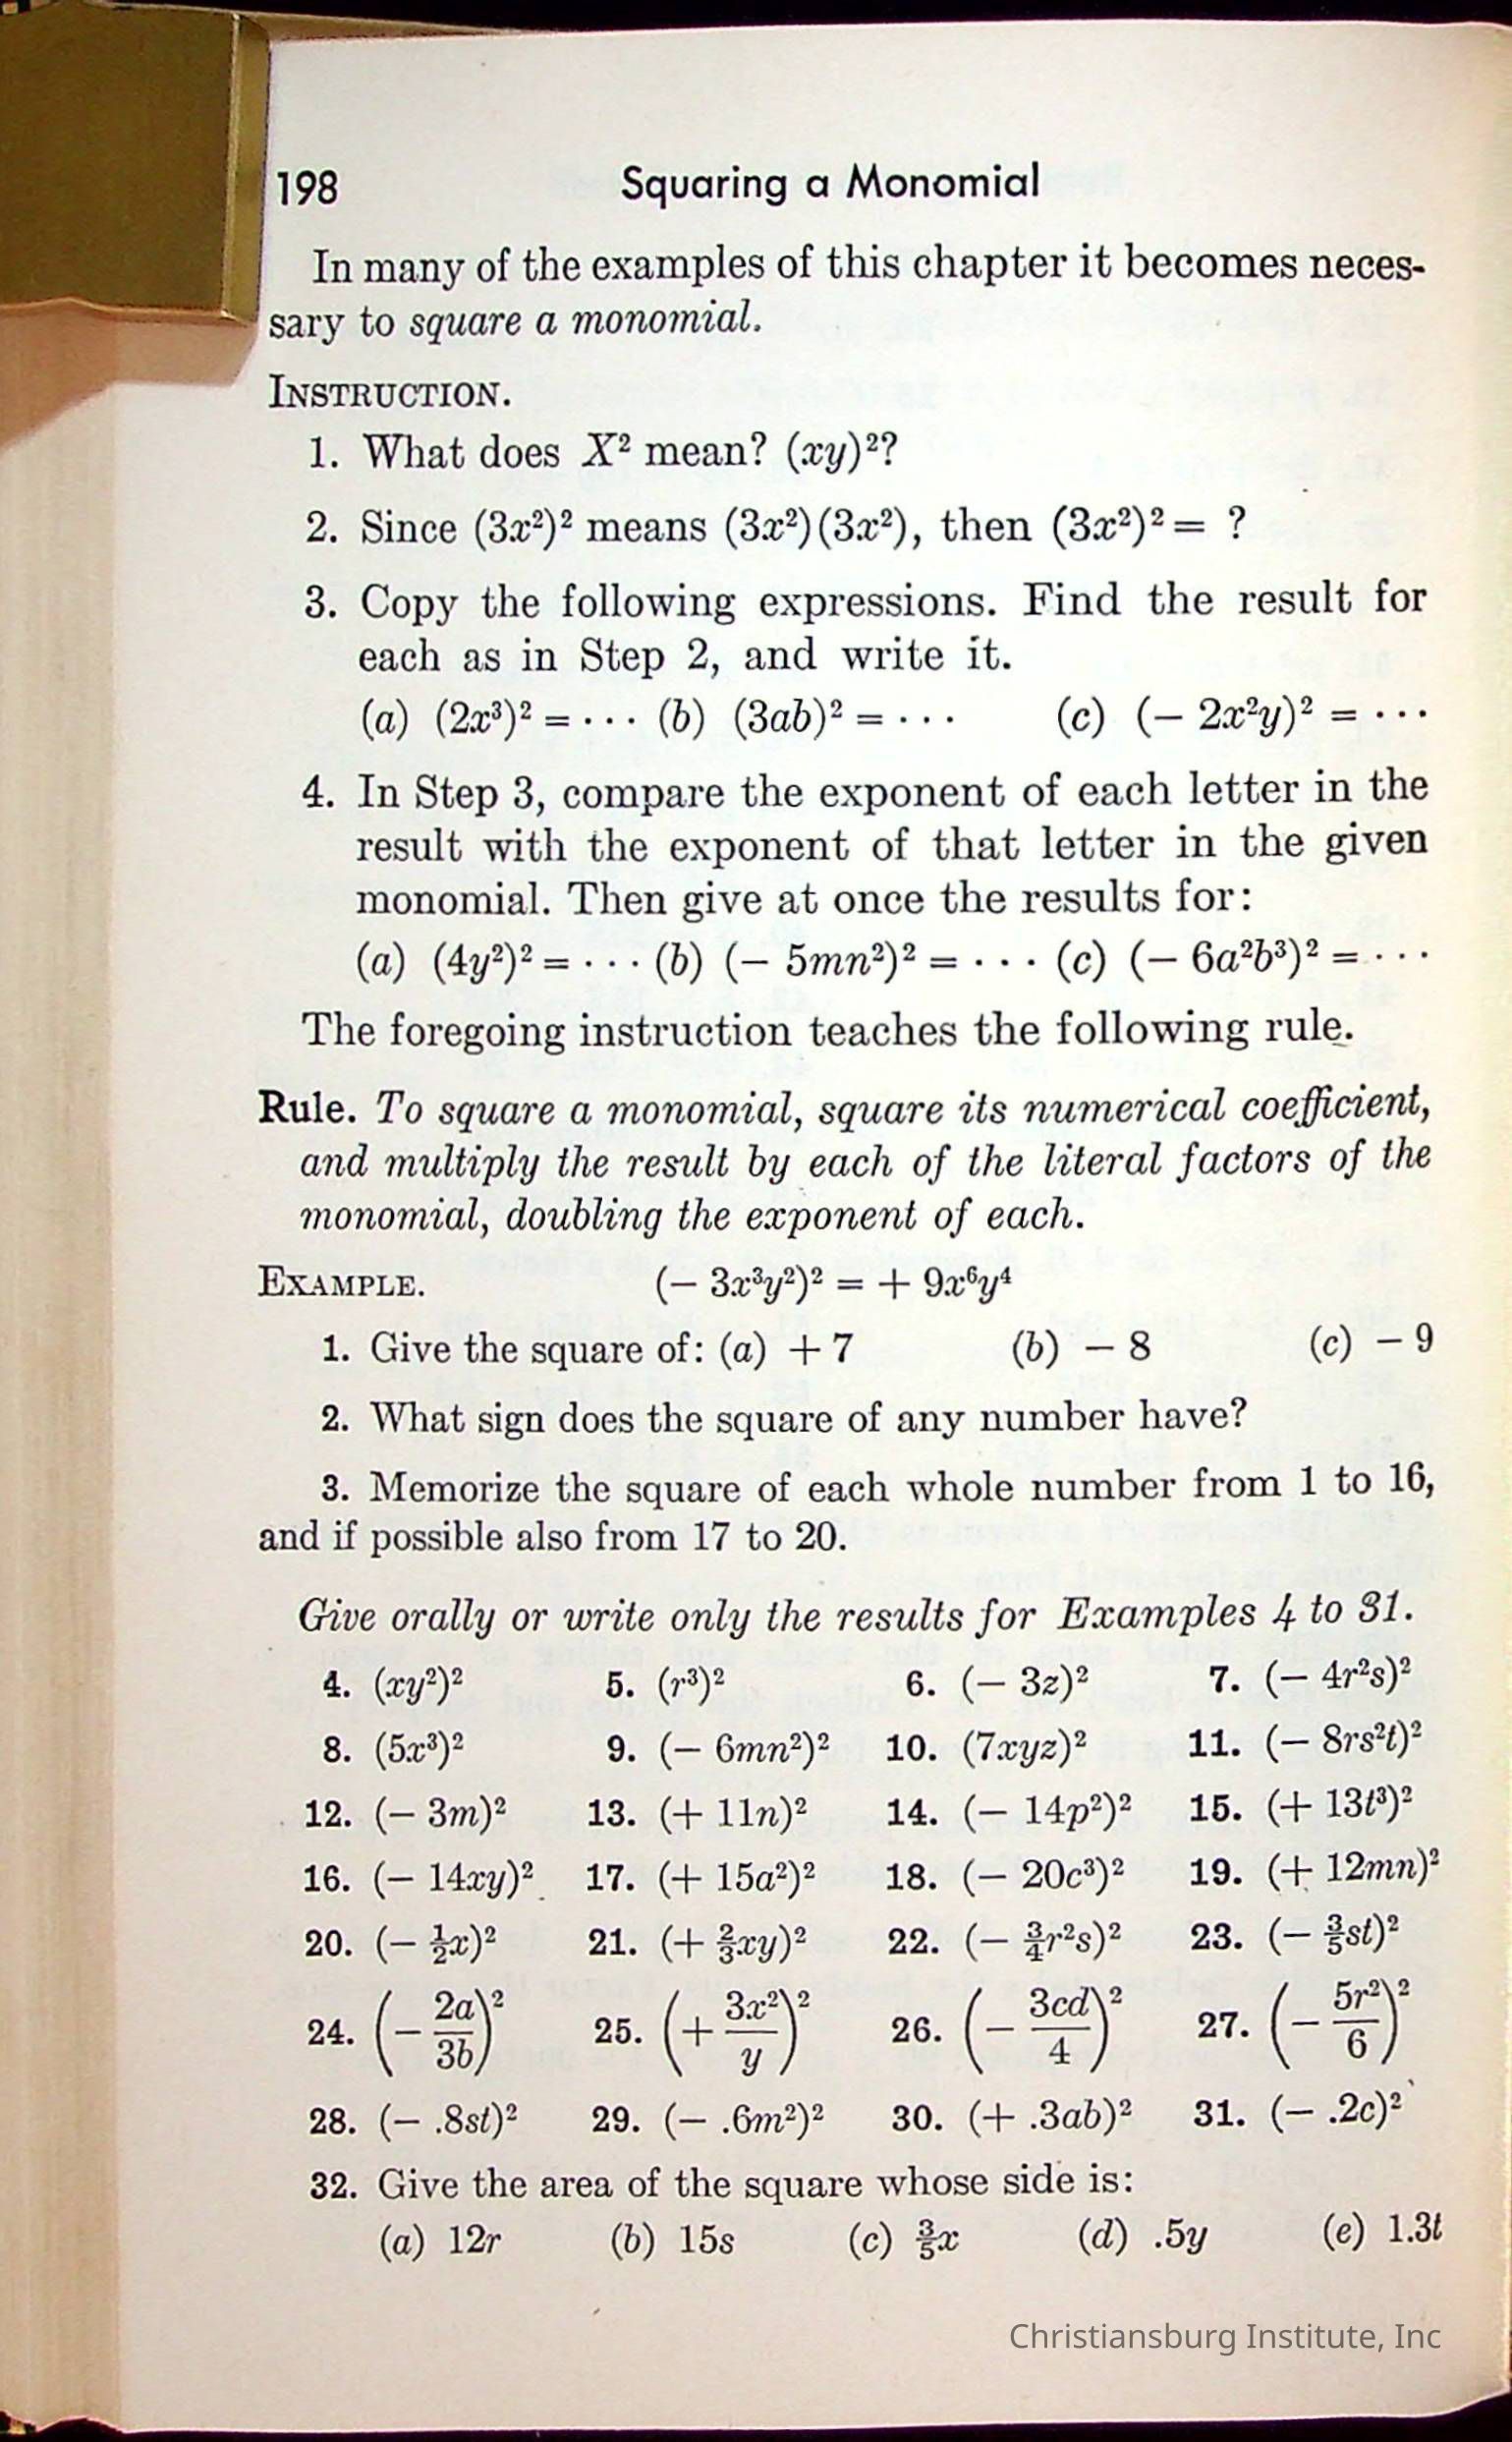 198 Squaring a Monomial
In many of the examples of this chapter it becomes neces-
sary to square a monomial.
INSTRUCTION.
1. What does X² mean? (xy)²?
2. Since (3x²)² means (3x²)(3x²), then (3x²)² = ?
3. Copy the following expressions. Find the result for
each as in Step 2, and write it.
(a) (2x³)² = · · · (b) (3ab)² = · · · (c) (− 2x²y)² = · · ·
4. In Step 3, compare the exponent of each letter in the
result with the exponent of that letter in the given
monomial. Then give at once the results for:
(a) (4y²)² = · · · (b) (− 5mn²)² = · · · (c) (− 6a²b³)² = · · ·
The foregoing instruction teaches the following rule.
Rule. To square a monomial, square its numerical coefficient,
and multiply the result by each of the literal factors of the
monomial, doubling the exponent of each.
EXAMPLE. (− 3x³y²)² = + 9x⁶y⁴
1. Give the square of: (a) + 7 (b) − 8 (c) − 9
2. What sign does the square of any number have?
3. Memorize the square of each whole number from 1 to 16,
and if possible also from 17 to 20.
Give orally or write only the results for Examples 4 to 31.
4. (xy²)² 5. (r³)² 6. (− 3z)² 7. (− 4r²s)²
8. (5x³)² 9. (− 6mn²)² 10. (7xyz)² 11. (− 8rs²t)²
12. (− 3m)² 13. (+ 11n)² 14. (− 14p²)² 15. (+ 13t³)²
16. (− 14xy)² 17. (+ 15a²)² 18. (− 20c³)² 19. (+ 12mn)²
20. (− ½x)² 21. (+ ⅔xy)² 22. (− ¾r²s)² 23. (− ⅗st)²
24. (− 2a/3b)² 25. (+ 3x²/y)² 26. (− 3cd/4)² 27. (− 5r²/6)²
28. (− .8st)² 29. (− .6m²)² 30. (+ .3ab)² 31. (− .2c)²
32. Give the area of the square whose side is:
(a) 12r (b) 15s (c) ⅗x (d) .5y (e) 1.3t
Christiansburg Institute, Inc